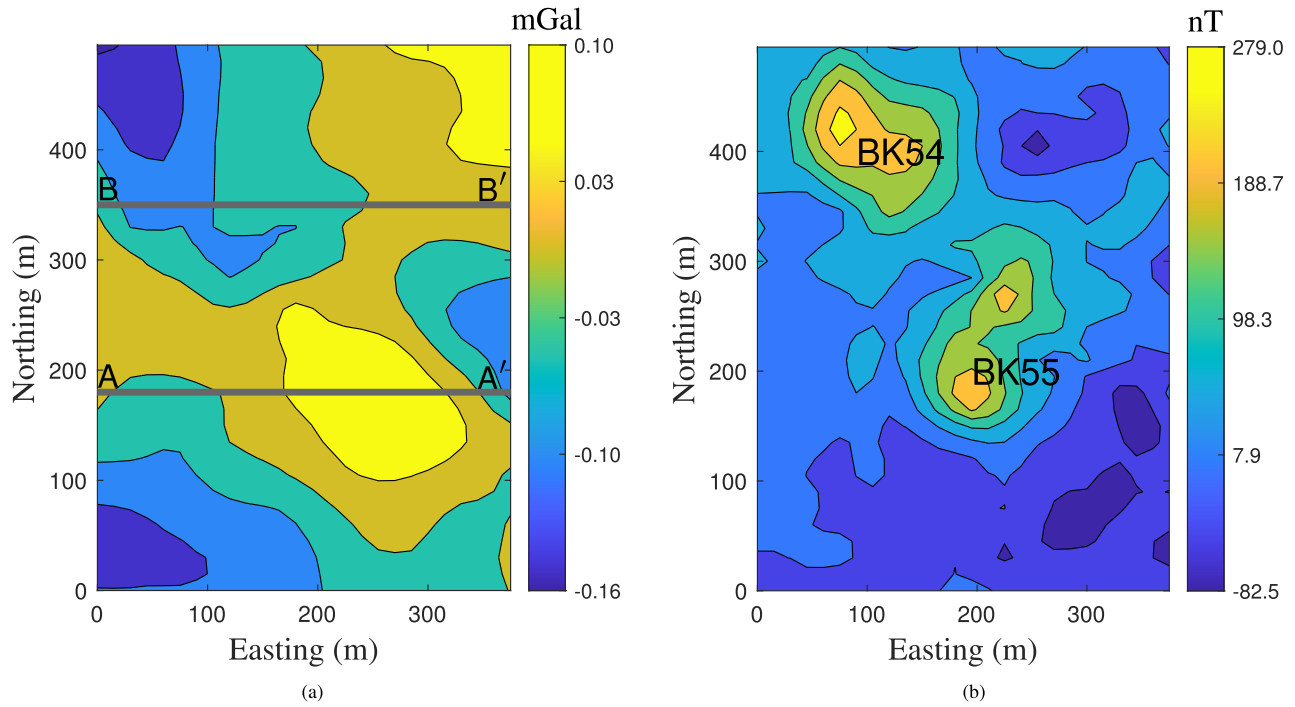 mGal
nT
0.10
0.03
-0.03
-0.10
-0.16
279.0
188.7
98.3
7.9
-82.5
400
300
200
100
0
400
300
200
100
0
Northing (m)
Northing (m)
B
B′
A
A′
BK54
BK55
0
100
200
300
0
100
200
300
Easting (m)
Easting (m)
(a)
(b)